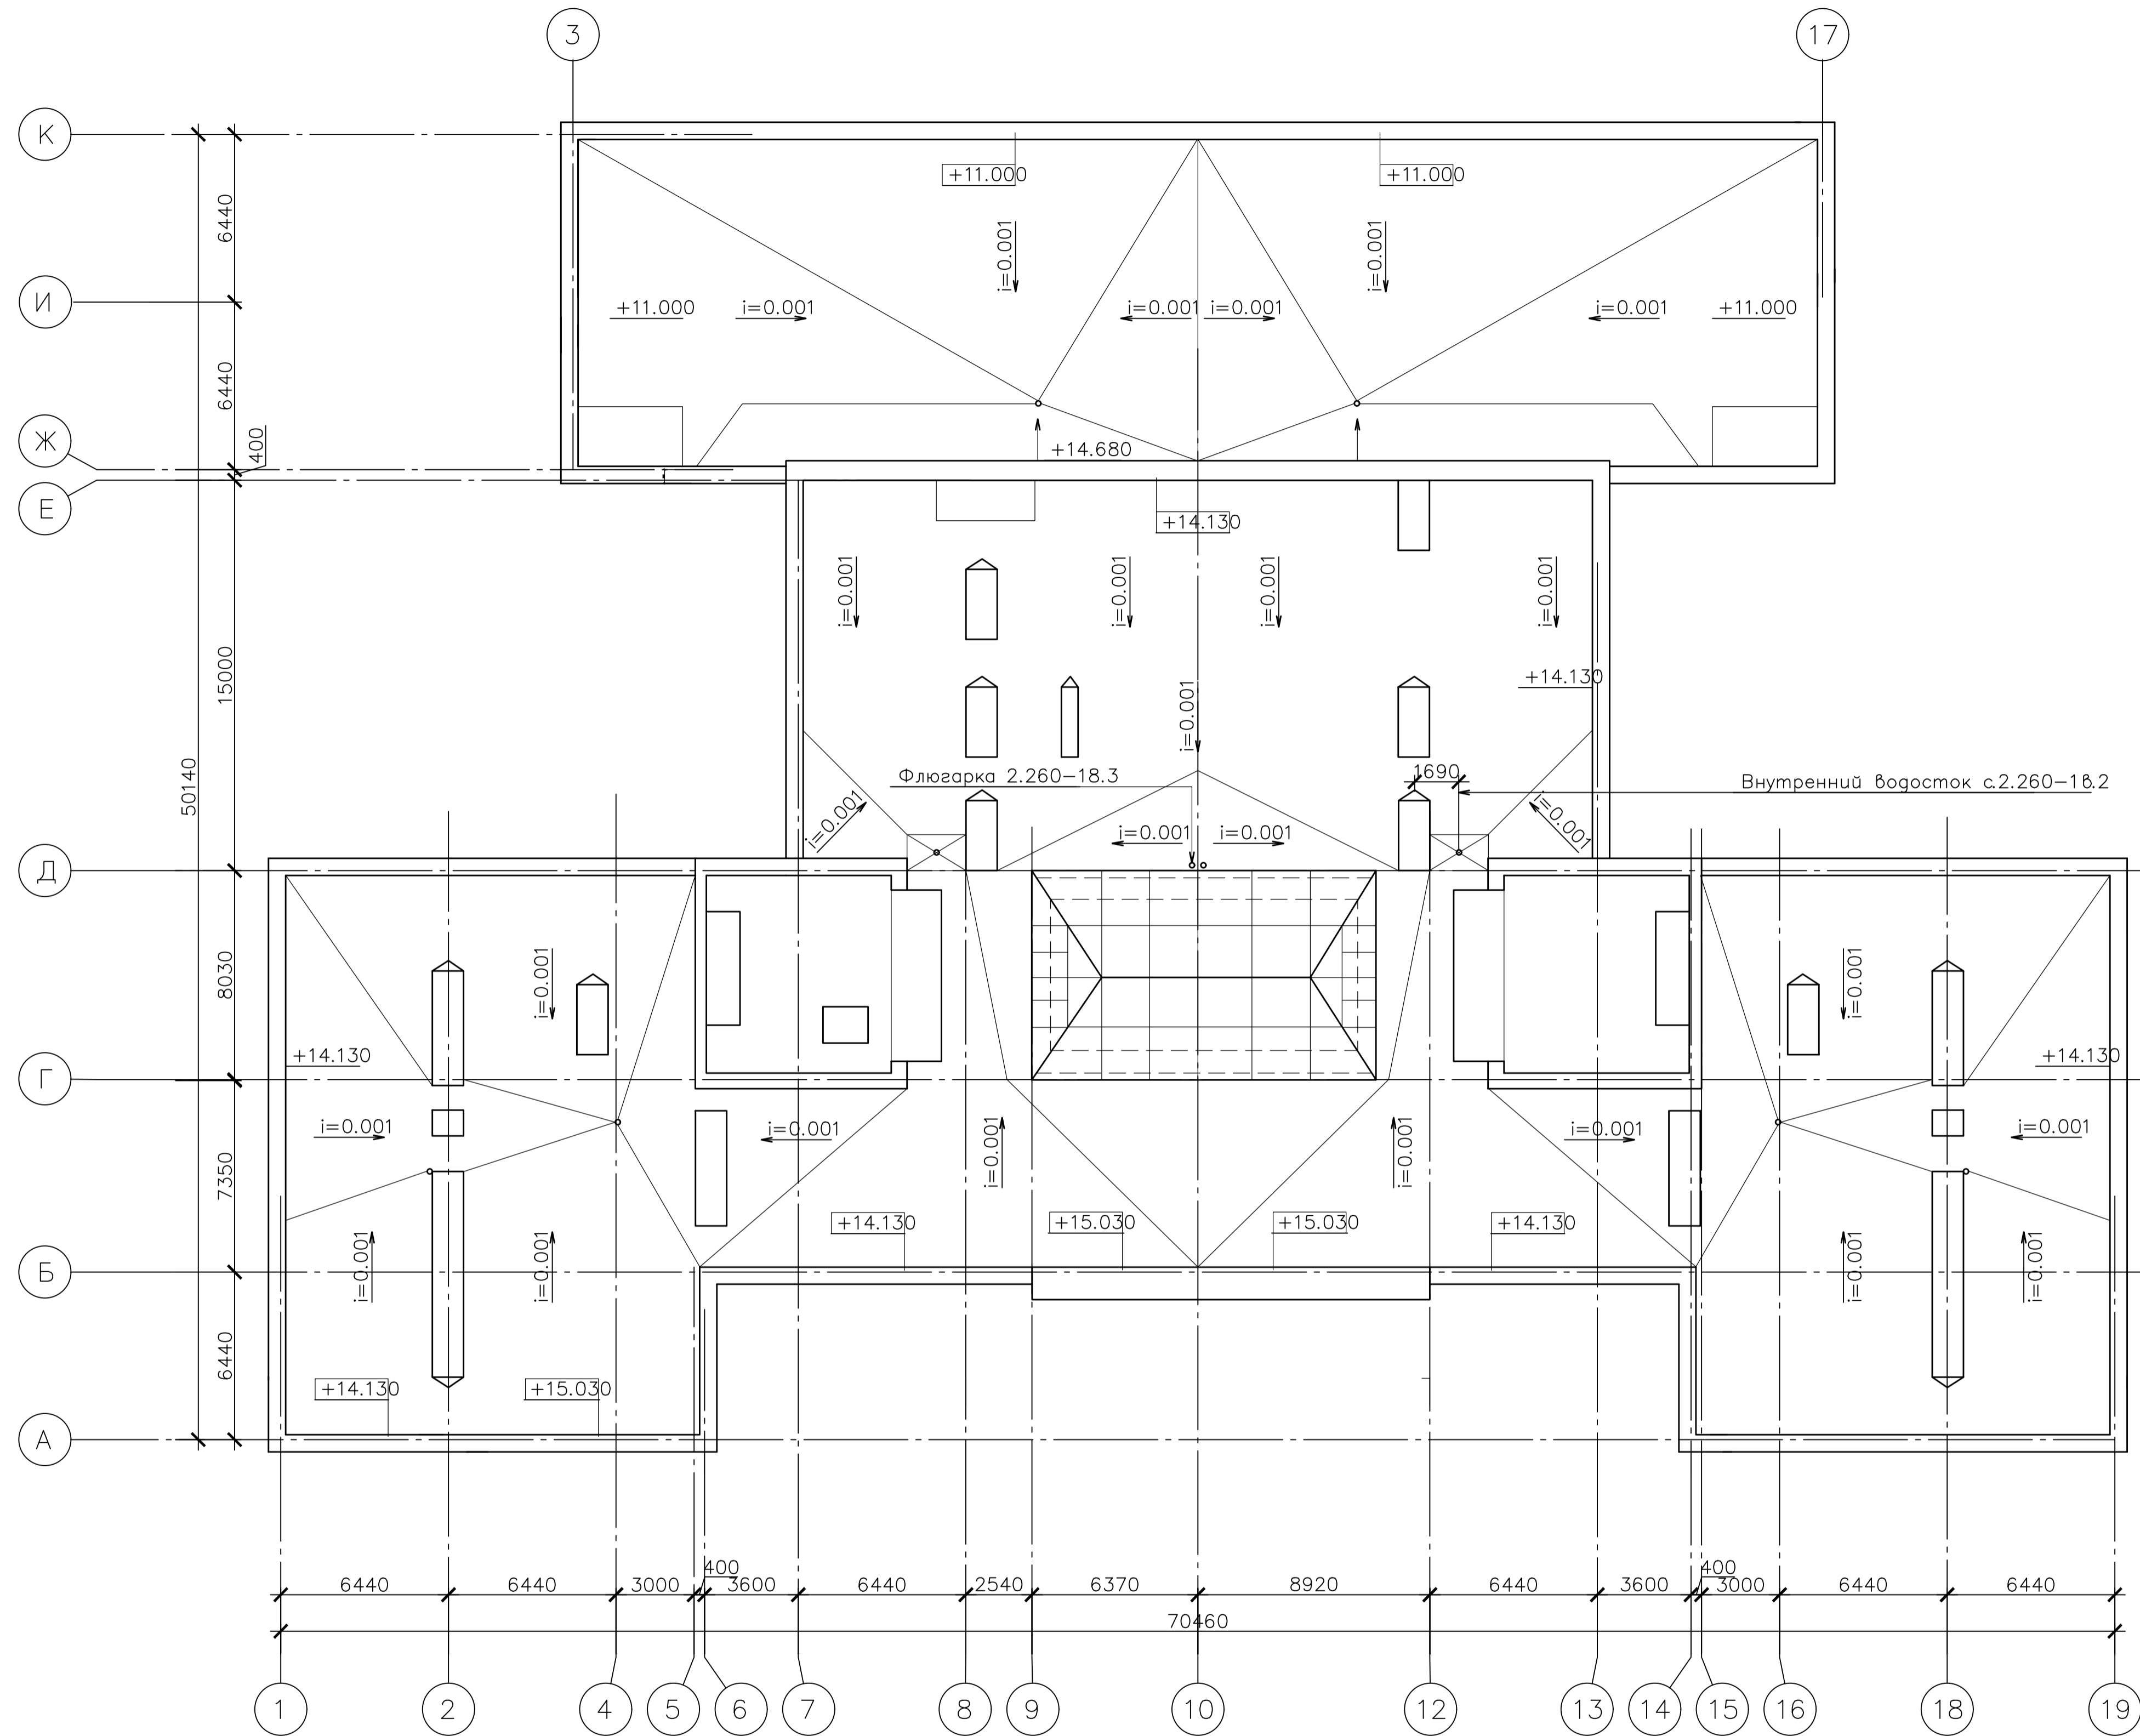 3
17
К
+11.000
+11.000
6440
i=0.001
i=0.001
И
+11.000
i=0.001
i=0.001
i=0.001
i=0.001
+11.000
6440
Ж
400
+14.680
Е
+14.130
i=0.001
i=0.001
i=0.001
i=0.001
15000
+14.130
i=0.001
50140
Флюгарка 2.260-18.3
1690
Внутренний водосток с.2.260-1в.2
i=0.001
i=0.001
i=0.001
i=0.001
Д
8030
i=0.001
i=0.001
+14.130
+14.130
Г
i=0.001
i=0.001
i=0.001
i=0.001
i=0.001
i=0.001
7350
+14.130
+15.030
+15.030
+14.130
Б
i=0.001
i=0.001
i=0.001
i=0.001
6440
+14.130
+15.030
А
400
400
6440
6440
3000
3600
6440
2540
6370
8920
6440
3600
3000
6440
6440
70460
1
2
4
5
6
7
8
9
10
12
13
14
15
16
18
19